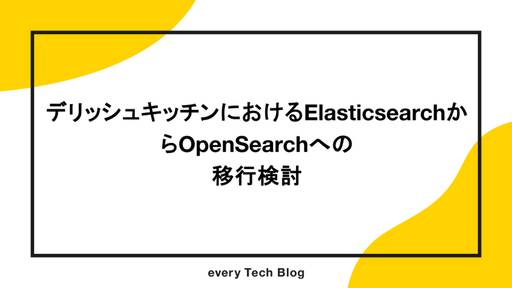 デリッシュキッチンにおけるElasticsearchか
らOpenSearchへの
移行検討
every Tech Blog